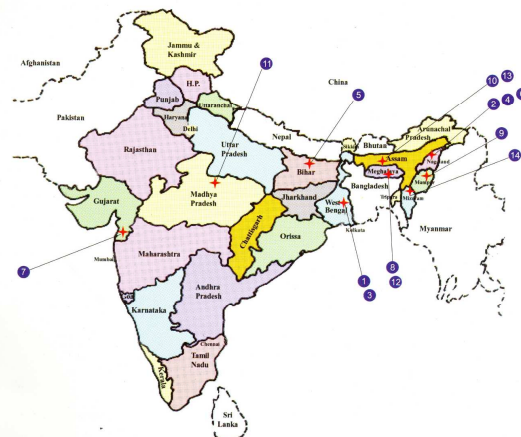 Jammu &
Kashmir
Afghanistan
11
China
10
13
H.P.
5
Punjab
2
4
Uttaranchal
Arunachal
Pradesh
Haryana
Pakistan
Delhi
Nepal
Bhutan
9
Uttar
Pradesh
Sikkim
Assam
Rajasthan
Nagaland
14
Bihar
Meghalaya
Manipur
Bangladesh
Gujarat
Madhya
Pradesh
Jharkhand
Tripura
Mizoram
West
Bengal
Chattisgarh
Kolkata
Myanmar
Orissa
Maharashtra
Mumbai
7
8
12
1
3
Andhra
Pradesh
Goa
Karnataka
Chennai
Tamil
Nadu
Kerala
Sri
Lanka